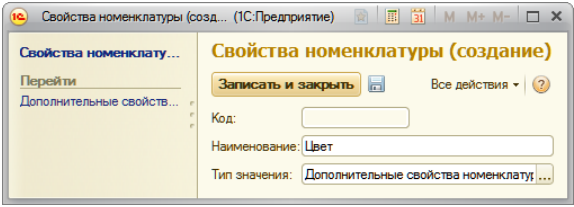 Свойства номенклатуры (созд... (1С:Предприятие)
M M+ M-
Свойства номенклату...
Перейти
Дополнительные свойств...
Свойства номенклатуры (создание)
Записать и закрыть
Все действия
Код:
Наименование: Цвет
Тип значения: Дополнительные свойства номенклатур ...